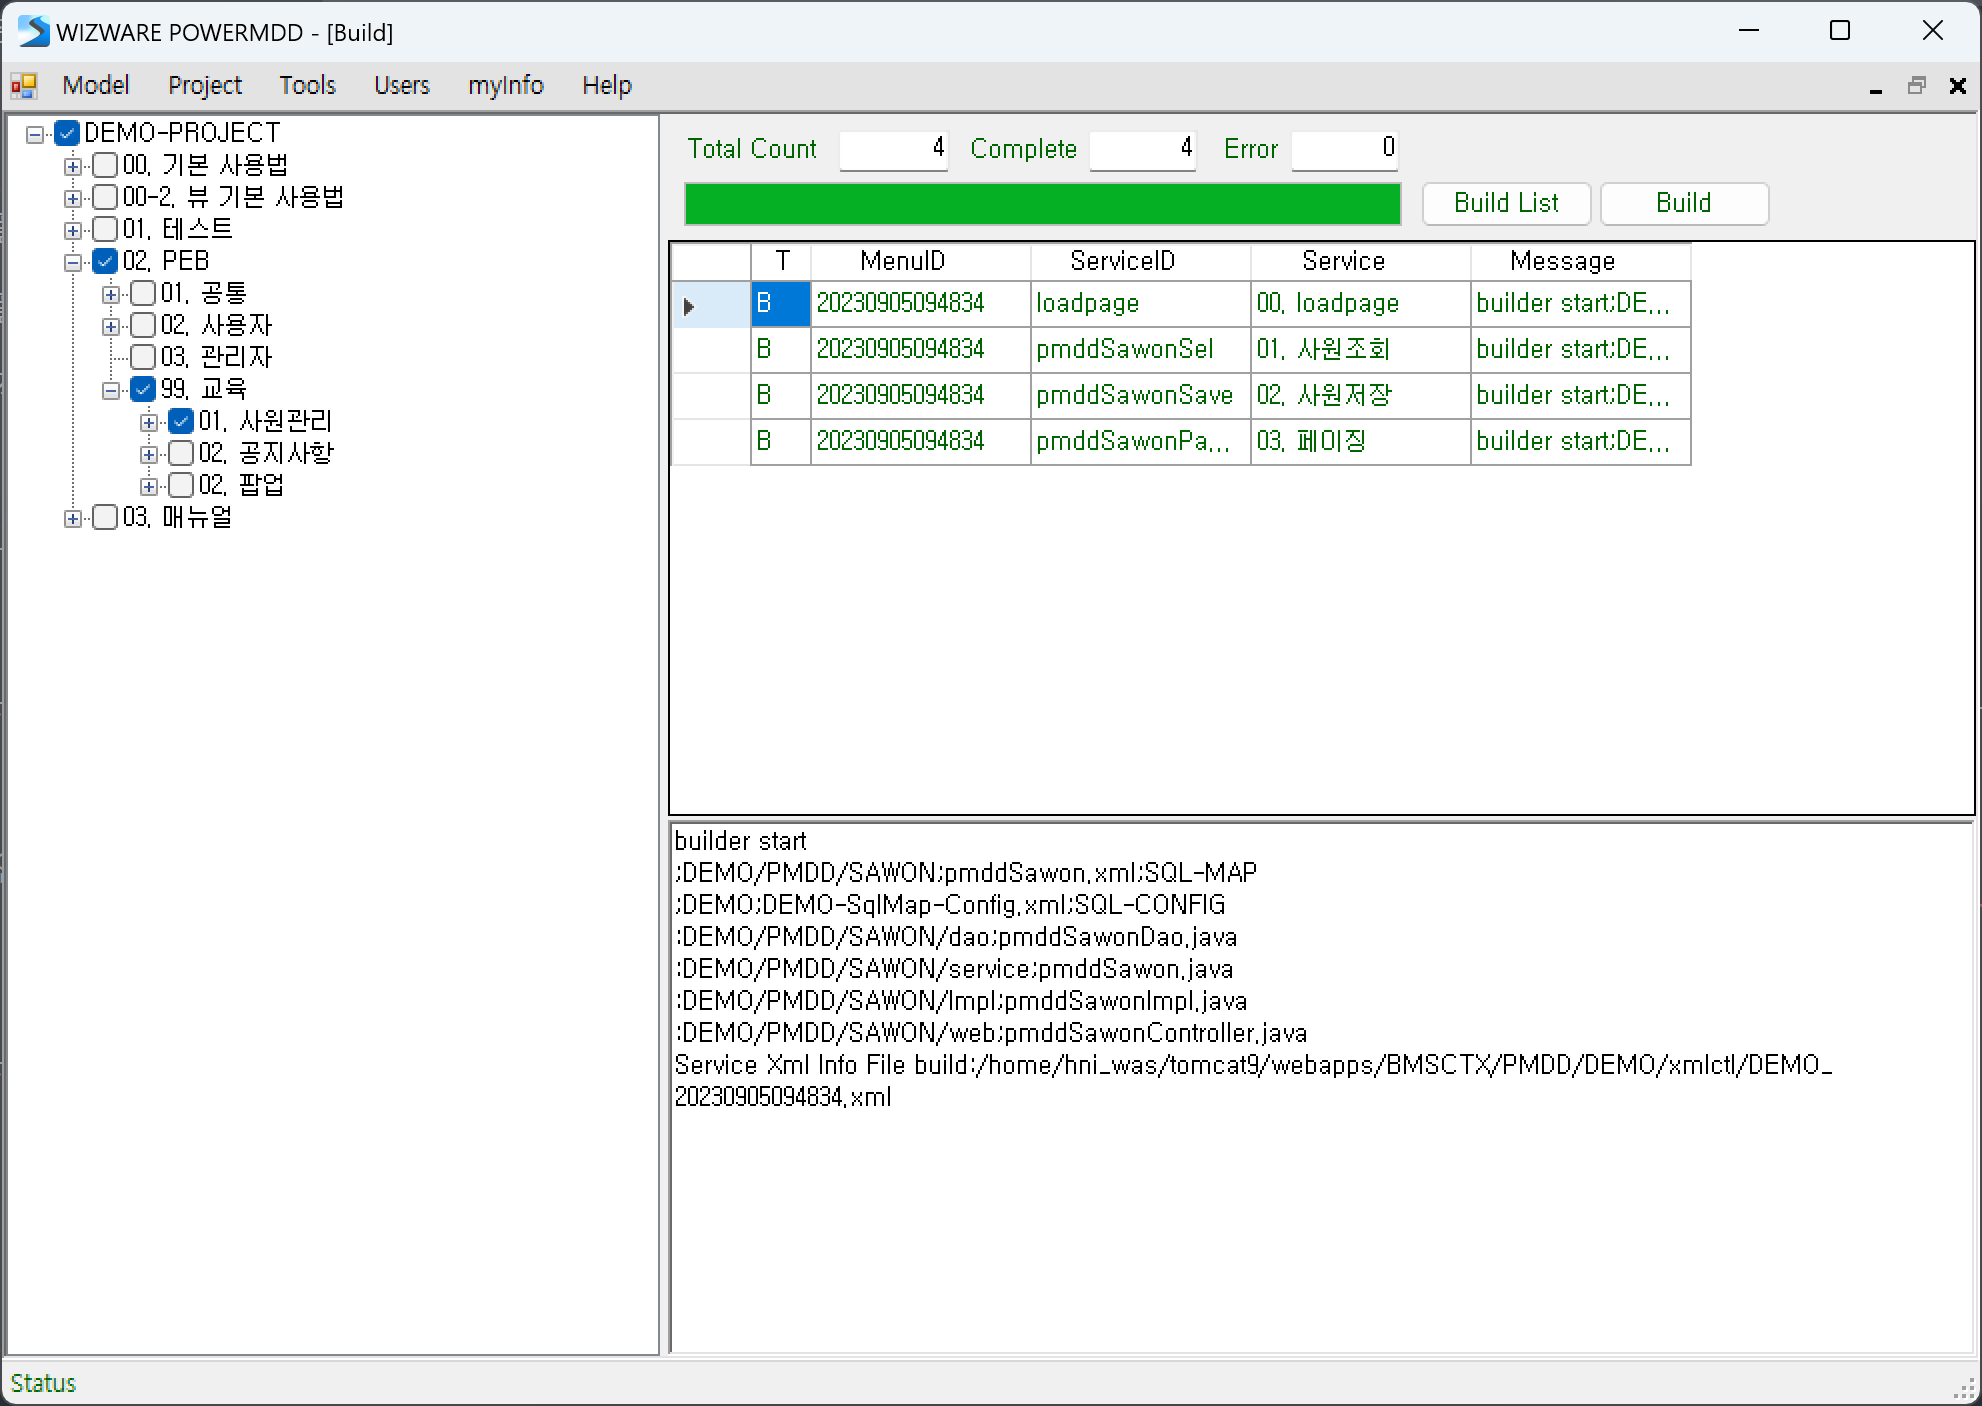 WIZWARE POWERMDD - [Build]
Model Project Tools Users myInfo Help
DEMO-PROJECT
00. 기본 사용법
00-2. 뷰 기본 사용법
01. 테스트
02. PEB
01. 공통
02. 사용자
03. 관리자
99. 교육
01. 사원관리
02. 공지사항
02. 팝업
03. 매뉴얼
Total Count 4 Complete 4 Error 0
Build List Build
T MenuID ServiceID Service Message
B 20230905094834 loadpage 00. loadpage builder start;DE...
B 20230905094834 pmddSawonSel 01. 사원조회 builder start;DE...
B 20230905094834 pmddSawonSave 02. 사원저장 builder start;DE...
B 20230905094834 pmddSawonPa... 03. 페이징 builder start;DE...
builder start
;DEMO/PMDD/SAWON;pmddSawon.xml;SQL-MAP
;DEMO;DEMO-SqlMap-Config.xml;SQL-CONFIG
:DEMO/PMDD/SAWON/dao;pmddSawonDao.java
:DEMO/PMDD/SAWON/service;pmddSawon.java
:DEMO/PMDD/SAWON/Impl;pmddSawonImpl.java
:DEMO/PMDD/SAWON/web;pmddSawonController.java
Service Xml Info File build:/home/hni_was/tomcat9/webapps/BMSCTX/PMDD/DEMO/xmlctl/DEMO_
20230905094834.xml
Status